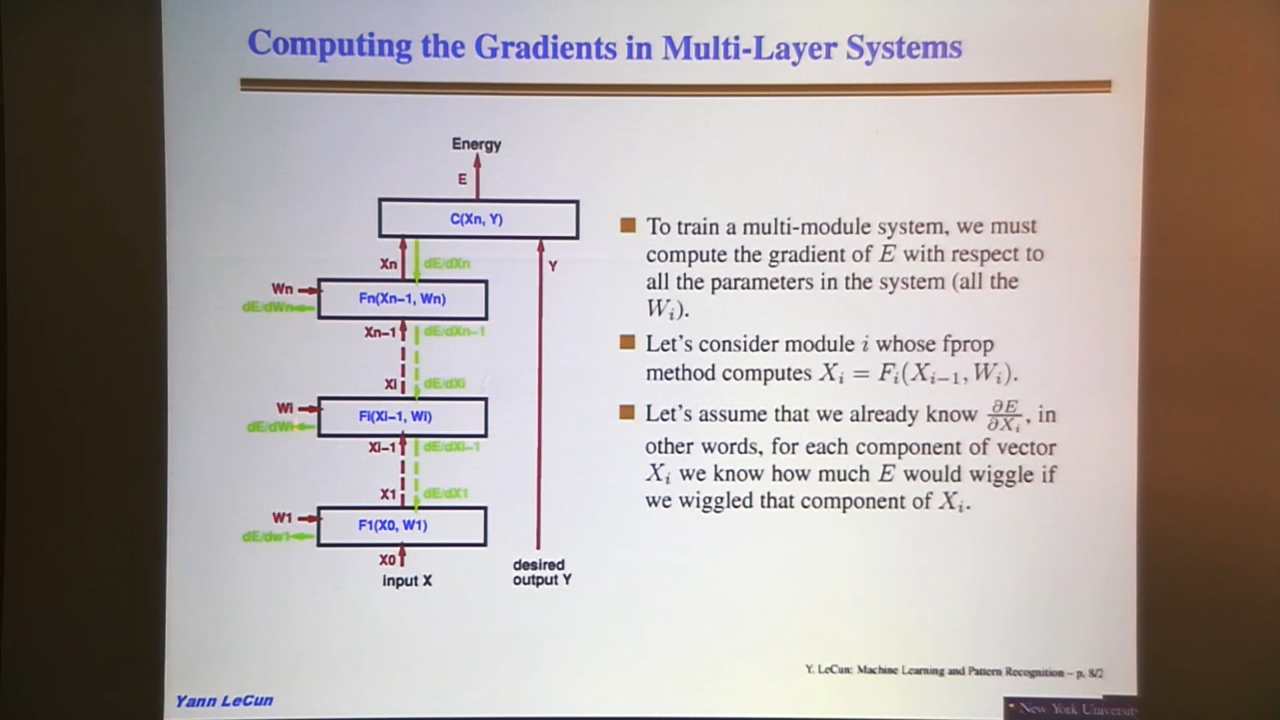 Computing the Gradients in Multi-Layer Systems
Energy
E
C(Xn, Y)
Xn
dE/dXn
Y
Wn
dE/dWn
Fn(Xn−1, Wn)
Xn−1
dE/dXn−1
Xi
dE/dXi
Wi
dE/dWi
Fi(Xi−1, Wi)
Xi−1
dE/dXi−1
X1
dE/dX1
W1
dE/dw1
F1(X0, W1)
X0
input X
desired
output Y
To train a multi-module system, we must
compute the gradient of E with respect to
all the parameters in the system (all the
Wᵢ).
Let's consider module i whose fprop
method computes Xᵢ = Fᵢ(Xᵢ₋₁, Wᵢ).
Let's assume that we already know ∂E/∂Xᵢ, in
other words, for each component of vector
Xᵢ we know how much E would wiggle if
we wiggled that component of Xᵢ.
Y. LeCun: Machine Learning and Pattern Recognition – p. 8/2
Yann LeCun
New York Universit